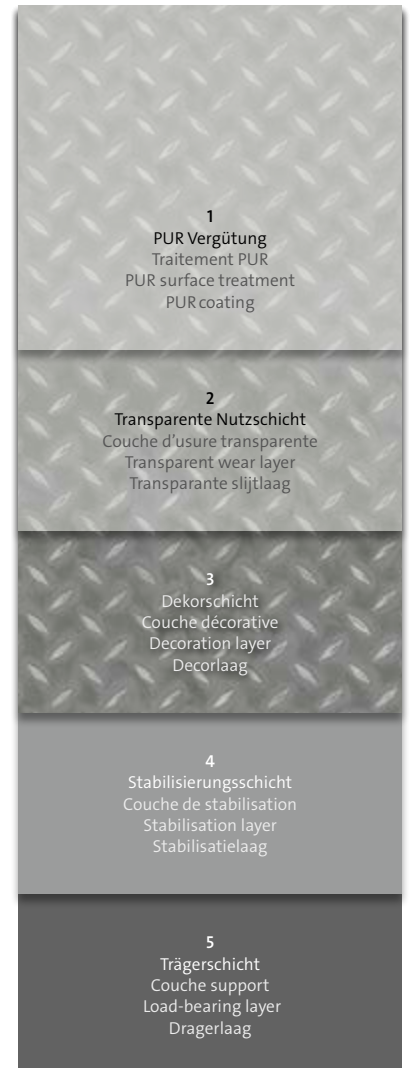 1
PUR Vergütung
Traitement PUR
PUR surface treatment
PUR coating
2
Transparente Nutzschicht
Couche d’usure transparente
Transparent wear layer
Transparante slijtlaag
3
Dekorschicht
Couche décorative
Decoration layer
Decorlaag
4
Stabilisierungsschicht
Couche de stabilisation
Stabilisation layer
Stabilisatielaag
5
Trägerschicht
Couche support
Load-bearing layer
Dragerlaag